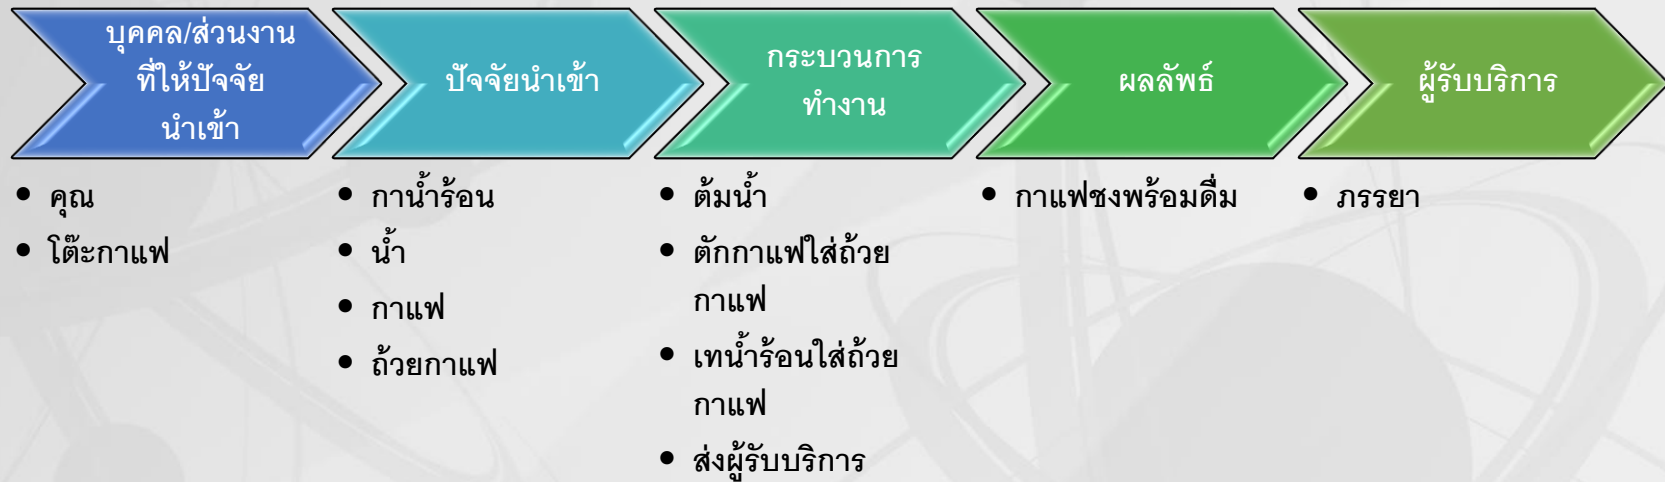 บุคคล/ส่วนงาน
ที่ให้ปัจจัย
นำเข้า
ปัจจัยนำเข้า
กระบวนการ
ทำงาน
ผลลัพธ์
ผู้รับบริการ
• คุณ
• โต๊ะกาแฟ
• กาน้ำร้อน
• น้ำ
• กาแฟ
• ถ้วยกาแฟ
• ต้มน้ำ
• ตักกาแฟใส่ถ้วย
กาแฟ
• เทน้ำร้อนใส่ถ้วย
กาแฟ
• ส่งผู้รับบริการ
• กาแฟชงพร้อมดื่ม
• ภรรยา